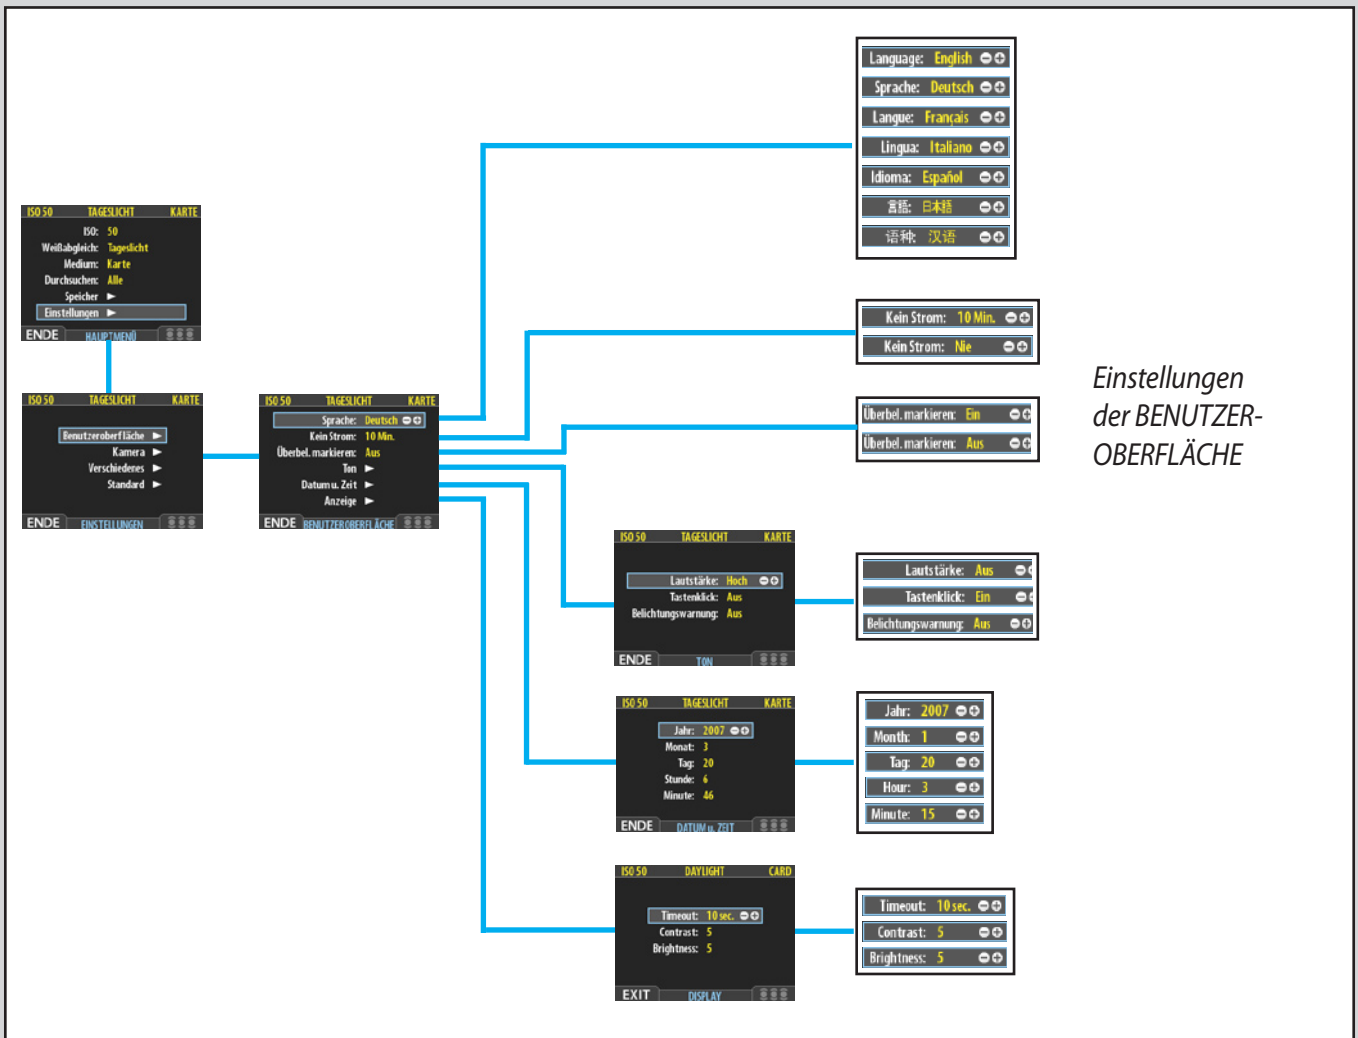 ISO 50 TAGESLICHT KARTE
ISO: 50
Weißabgleich: Tageslicht
Medium: Karte
Durchsuchen: Alle
Speicher
Einstellungen
ENDE HAUPTMENÜ
ISO 50 TAGESLICHT KARTE
Benutzeroberfläche
Kamera
Verschiedenes
Standard
ENDE EINSTELLUNGEN
ISO 50 TAGESLICHT KARTE
Sprache: Deutsch
Kein Strom: 10 Min.
Überbel. markieren: Aus
Ton
Datum u. Zeit
Anzeige
ENDE BENUTZEROBERFLÄCHE
Language: English
Sprache: Deutsch
Langue: Français
Lingua: Italiano
Idioma: Español
言語: 日本語
语种: 汉语
Kein Strom: 10 Min.
Kein Strom: Nie
Überbel. markieren: Ein
Überbel. markieren: Aus
Einstellungen
der BENUTZER-
OBERFLÄCHE
ISO 50 TAGESLICHT KARTE
Lautstärke: Hoch
Tastenklick: Aus
Belichtungswarnung: Aus
ENDE TON
Lautstärke: Aus
Tastenklick: Ein
Belichtungswarnung: Aus
ISO 50 TAGESLICHT KARTE
Jahr: 2007
Monat: 3
Tag: 20
Stunde: 6
Minute: 46
ENDE DATUM u. ZEIT
Jahr: 2007
Month: 1
Tag: 20
Hour: 3
Minute: 15
ISO 50 DAYLIGHT CARD
Timeout: 10 sec.
Contrast: 5
Brightness: 5
EXIT DISPLAY
Timeout: 10 sec.
Contrast: 5
Brightness: 5